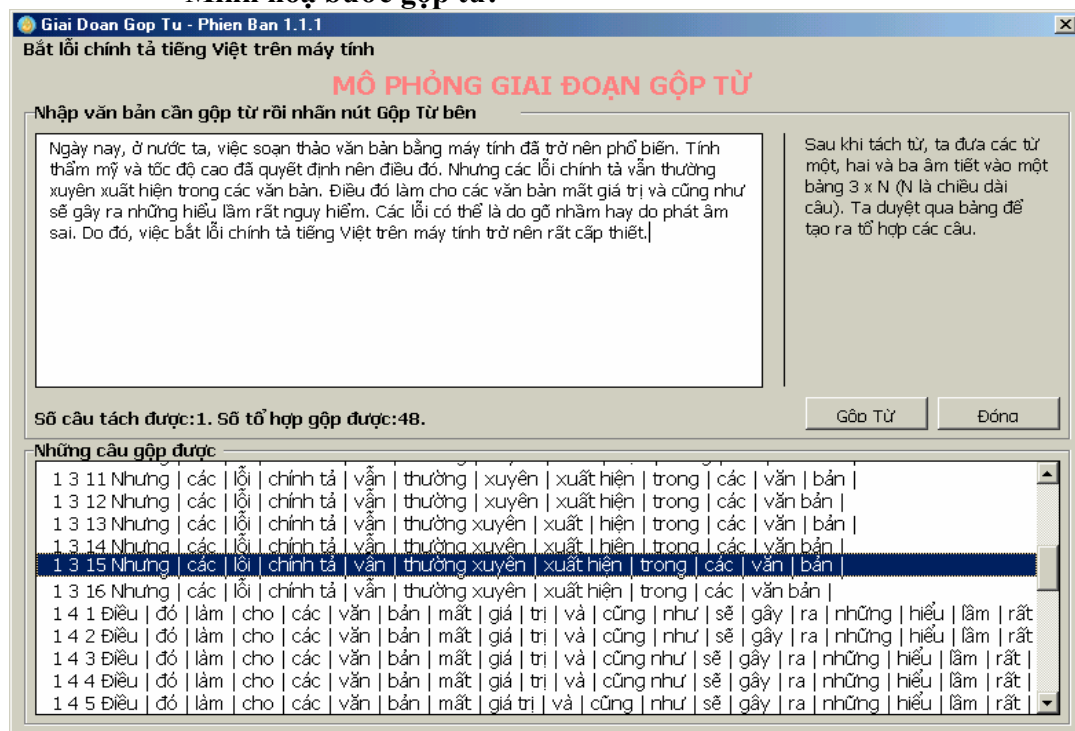 Minh hoạ bước gộp từ:
Giai Doan Gop Tu - Phien Ban 1.1.1
Bắt lỗi chính tả tiếng Việt trên máy tính
MÔ PHỎNG GIAI ĐOẠN GỘP TỪ
Nhập văn bản cần gộp từ rồi nhấn nút Gộp Từ bên
Ngày nay, ở nước ta, việc soạn thảo văn bản bằng máy tính đã trở nên phổ biến. Tính
thẩm mỹ và tốc độ cao đã quyết định nên điều đó. Nhưng các lỗi chính tả vẫn thường
xuyên xuất hiện trong các văn bản. Điều đó làm cho các văn bản mất giá trị và cũng như
sẽ gây ra những hiểu lầm rất nguy hiểm. Các lỗi có thể là do gõ nhầm hay do phát âm
sai. Do đó, việc bắt lỗi chính tả tiếng Việt trên máy tính trở nên rất cấp thiết.
Sau khi tách từ, ta đưa các từ
một, hai và ba âm tiết vào một
bảng 3 x N (N là chiều dài
câu). Ta duyệt qua bảng để
tạo ra tổ hợp các câu.
Số câu tách được:1. Số tổ hợp gộp được:48.
Gộp Từ
Đóng
Những câu gộp được
1 3 11 Nhưng | các | lỗi | chính tả | vẫn | thường | xuyên | xuất hiện | trong | các | văn | bản |
1 3 12 Nhưng | các | lỗi | chính tả | vẫn | thường | xuyên | xuất hiện | trong | các | văn bản |
1 3 13 Nhưng | các | lỗi | chính tả | vẫn | thường xuyên | xuất | hiện | trong | các | văn | bản |
1 3 14 Nhưng | các | lỗi | chính tả | vẫn | thường xuyên | xuất | hiện | trong | các | văn bản |
1 3 15 Nhưng | các | lỗi | chính tả | vẫn | thường xuyên | xuất hiện | trong | các | văn | bản |
1 3 16 Nhưng | các | lỗi | chính tả | vẫn | thường xuyên | xuất hiện | trong | các | văn bản |
1 4 1 Điều | đó | làm | cho | các | văn | bản | mất | giá | trị | và | cũng | như | sẽ | gây | ra | những | hiểu | lầm | rất
1 4 2 Điều | đó | làm | cho | các | văn | bản | mất | giá | trị | và | cũng | như | sẽ | gây | ra | những | hiểu | lầm | rất
1 4 3 Điều | đó | làm | cho | các | văn | bản | mất | giá | trị | và | cũng như | sẽ | gây | ra | những | hiểu | lầm | rất |
1 4 4 Điều | đó | làm | cho | các | văn | bản | mất | giá | trị | và | cũng như | sẽ | gây | ra | những | hiểu | lầm | rất |
1 4 5 Điều | đó | làm | cho | các | văn | bản | mất | giá trị | và | cũng | như | sẽ | gây | ra | những | hiểu | lầm | rất |